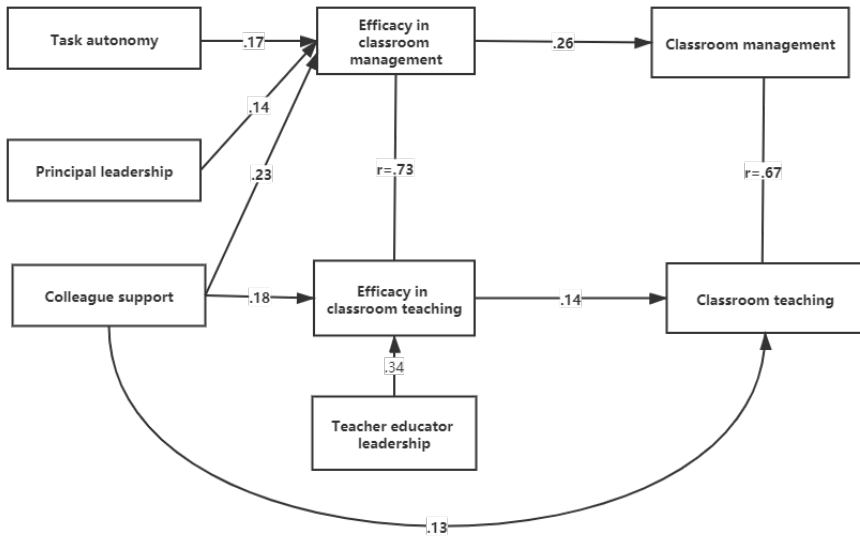 Task autonomy
.17
Efficacy in
classroom
management
.26
Classroom management
.14
Principal leadership
.23
r=.73
r=.67
Colleague support
.18
Efficacy in
classroom teaching
.14
Classroom teaching
.34
Teacher educator
leadership
.13